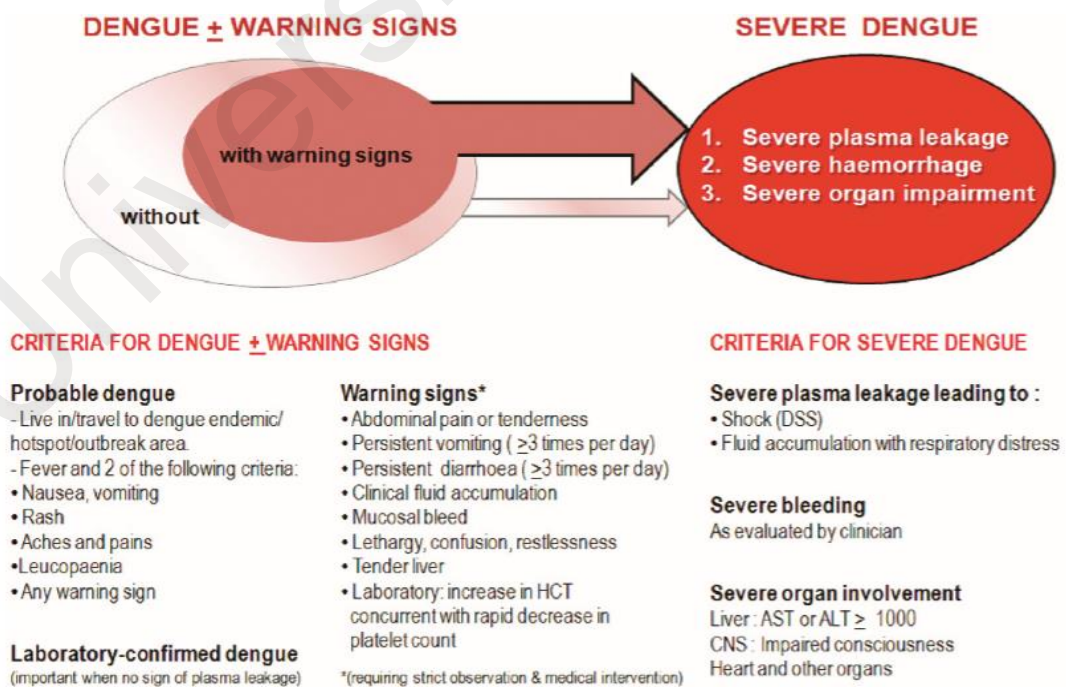 DENGUE ± WARNING SIGNS
SEVERE DENGUE
with warning signs
without
1. Severe plasma leakage
2. Severe haemorrhage
3. Severe organ impairment
CRITERIA FOR DENGUE ± WARNING SIGNS
Probable dengue
- Live in/travel to dengue endemic/
hotspot/outbreak area.
- Fever and 2 of the following criteria:
• Nausea, vomiting
• Rash
• Aches and pains
• Leucopaenia
• Any warning sign
Laboratory-confirmed dengue
(important when no sign of plasma leakage)
Warning signs*
• Abdominal pain or tenderness
• Persistent vomiting ( ≥3 times per day)
• Persistent diarrhoea ( ≥3 times per day)
• Clinical fluid accumulation
• Mucosal bleed
• Lethargy, confusion, restlessness
• Tender liver
• Laboratory: increase in HCT
concurrent with rapid decrease in
platelet count
*(requiring strict observation & medical intervention)
CRITERIA FOR SEVERE DENGUE
Severe plasma leakage leading to :
• Shock (DSS)
• Fluid accumulation with respiratory distress
Severe bleeding
As evaluated by clinician
Severe organ involvement
Liver : AST or ALT ≥ 1000
CNS : Impaired consciousness
Heart and other organs